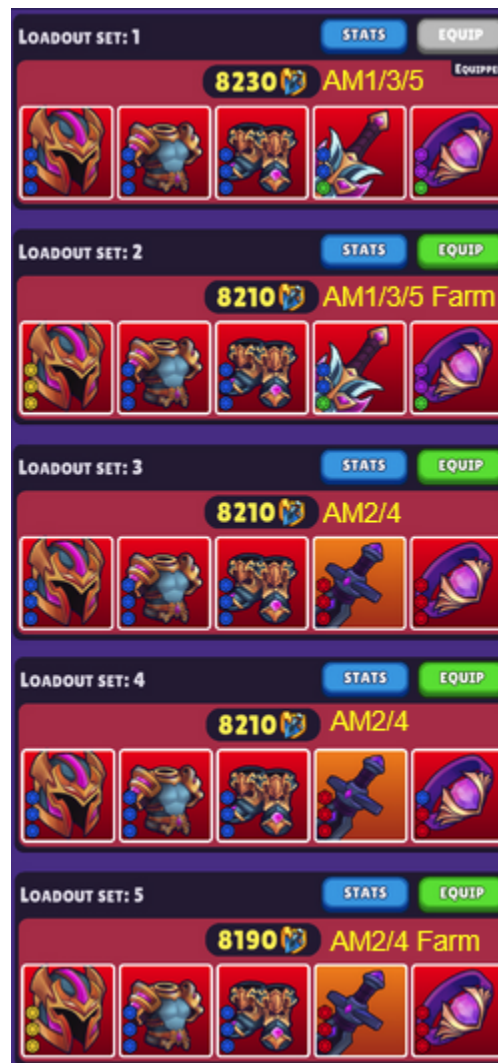 LOADOUT SET: 1 STATS EQUIP
8230 AM1/3/5 EQUIPPE
LOADOUT SET: 2 STATS EQUIP
8210 AM1/3/5 Farm
LOADOUT SET: 3 STATS EQUIP
8210 AM2/4
LOADOUT SET: 4 STATS EQUIP
8210 AM2/4
LOADOUT SET: 5 STATS EQUIP
8190 AM2/4 Farm